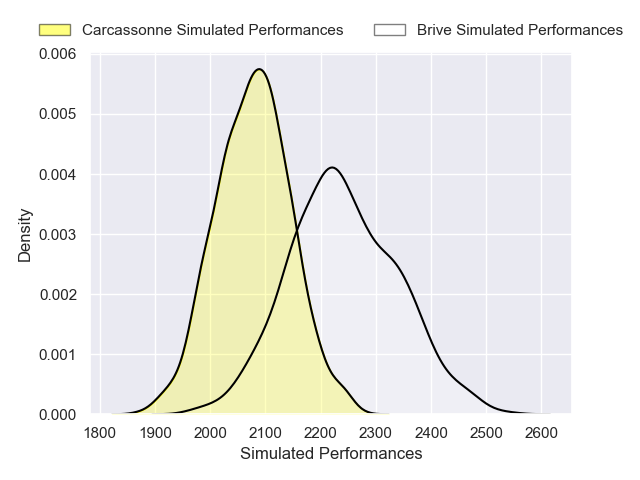 Carcassonne Simulated Performances Brive Simulated Performances
0.006
0.005
0.004
0.003
0.002
0.001
0.000
Density
1800 1900 2000 2100 2200 2300 2400 2500 2600
Simulated Performances